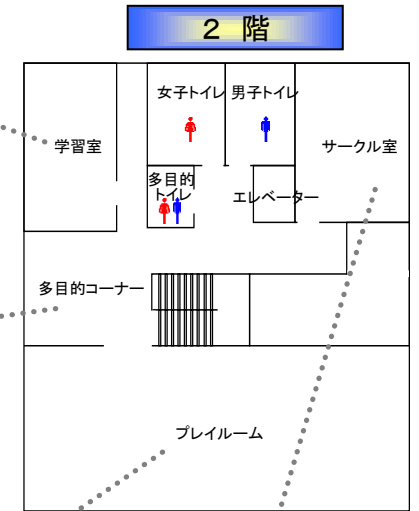 2 階
女子トイレ
男子トイレ
学習室
サークル室
多目的
トイレ
エレベーター
多目的コーナー
プレイルーム